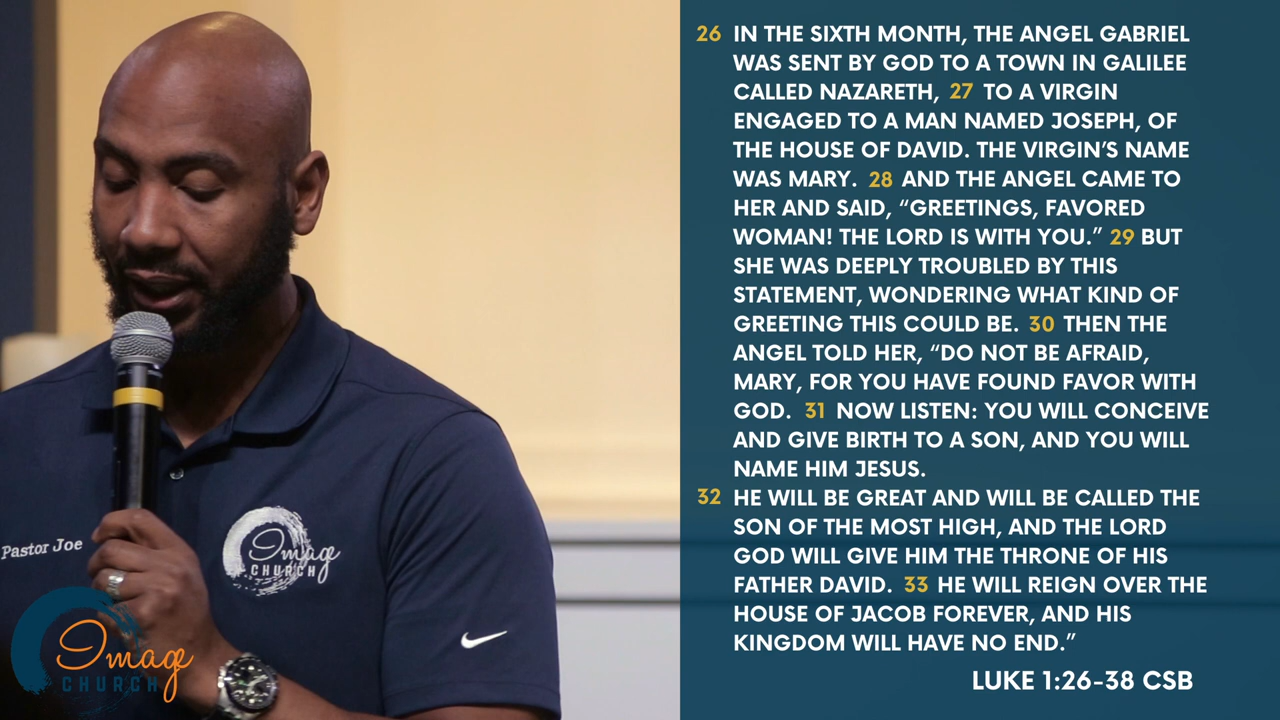 26 IN THE SIXTH MONTH, THE ANGEL GABRIEL
WAS SENT BY GOD TO A TOWN IN GALILEE
CALLED NAZARETH, 27 TO A VIRGIN
ENGAGED TO A MAN NAMED JOSEPH, OF
THE HOUSE OF DAVID. THE VIRGIN’S NAME
WAS MARY. 28 AND THE ANGEL CAME TO
HER AND SAID, “GREETINGS, FAVORED
WOMAN! THE LORD IS WITH YOU.” 29 BUT
SHE WAS DEEPLY TROUBLED BY THIS
STATEMENT, WONDERING WHAT KIND OF
GREETING THIS COULD BE. 30 THEN THE
ANGEL TOLD HER, “DO NOT BE AFRAID,
MARY, FOR YOU HAVE FOUND FAVOR WITH
GOD. 31 NOW LISTEN: YOU WILL CONCEIVE
AND GIVE BIRTH TO A SON, AND YOU WILL
NAME HIM JESUS.
32 HE WILL BE GREAT AND WILL BE CALLED THE
SON OF THE MOST HIGH, AND THE LORD
GOD WILL GIVE HIM THE THRONE OF HIS
FATHER DAVID. 33 HE WILL REIGN OVER THE
HOUSE OF JACOB FOREVER, AND HIS
KINGDOM WILL HAVE NO END.”
LUKE 1:26-38 CSB
Pastor Joe
Image
CHURCH
Image
CHURCH